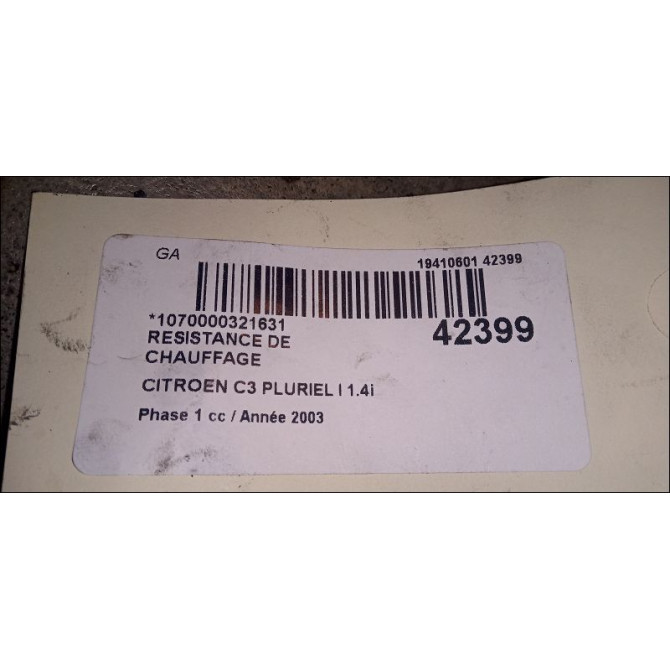 GA
19410601 42399
*1070000321631
42399
RESISTANCE DE
CHAUFFAGE
CITROEN C3 PLURIEL I 1.4i
Phase 1 cc / Année 2003